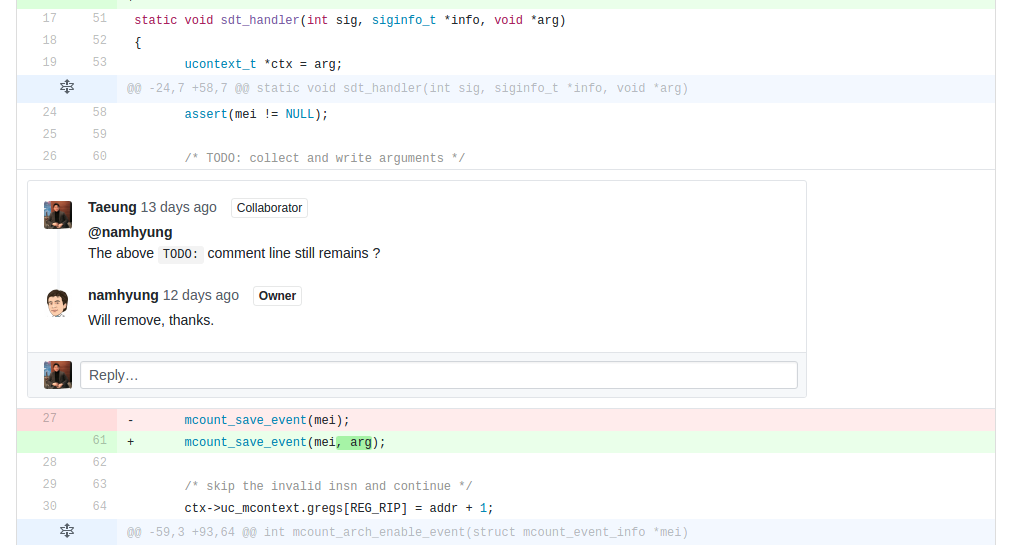 17 51 static void sdt_handler(int sig, siginfo_t *info, void *arg)
18 52 {
19 53 ucontext_t *ctx = arg;
@@ -24,7 +58,7 @@ static void sdt_handler(int sig, siginfo_t *info, void *arg)
24 58 assert(mei != NULL);
25 59
26 60 /* TODO: collect and write arguments */
Taeung 13 days ago Collaborator
@namhyung
The above TODO: comment line still remains ?
namhyung 12 days ago Owner
Will remove, thanks.
Reply…
27 - mcount_save_event(mei);
61 + mcount_save_event(mei, arg);
28 62
29 63 /* skip the invalid insn and continue */
30 64 ctx->uc_mcontext.gregs[REG_RIP] = addr + 1;
@@ -59,3 +93,64 @@ int mcount_arch_enable_event(struct mcount_event_info *mei)